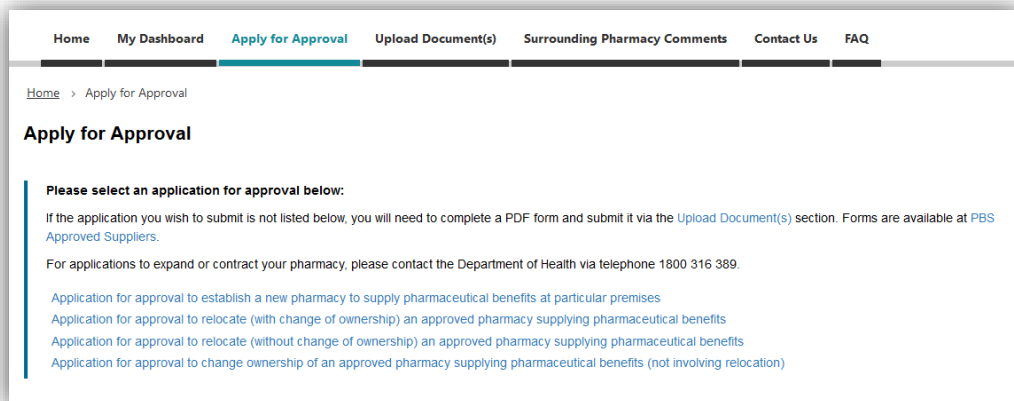 Home My Dashboard Apply for Approval Upload Document(s) Surrounding Pharmacy Comments Contact Us FAQ
Home > Apply for Approval
Apply for Approval
Please select an application for approval below:
If the application you wish to submit is not listed below, you will need to complete a PDF form and submit it via the Upload Document(s) section. Forms are available at PBS
Approved Suppliers.
For applications to expand or contract your pharmacy, please contact the Department of Health via telephone 1800 316 389.
Application for approval to establish a new pharmacy to supply pharmaceutical benefits at particular premises
Application for approval to relocate (with change of ownership) an approved pharmacy supplying pharmaceutical benefits
Application for approval to relocate (without change of ownership) an approved pharmacy supplying pharmaceutical benefits
Application for approval to change ownership of an approved pharmacy supplying pharmaceutical benefits (not involving relocation)